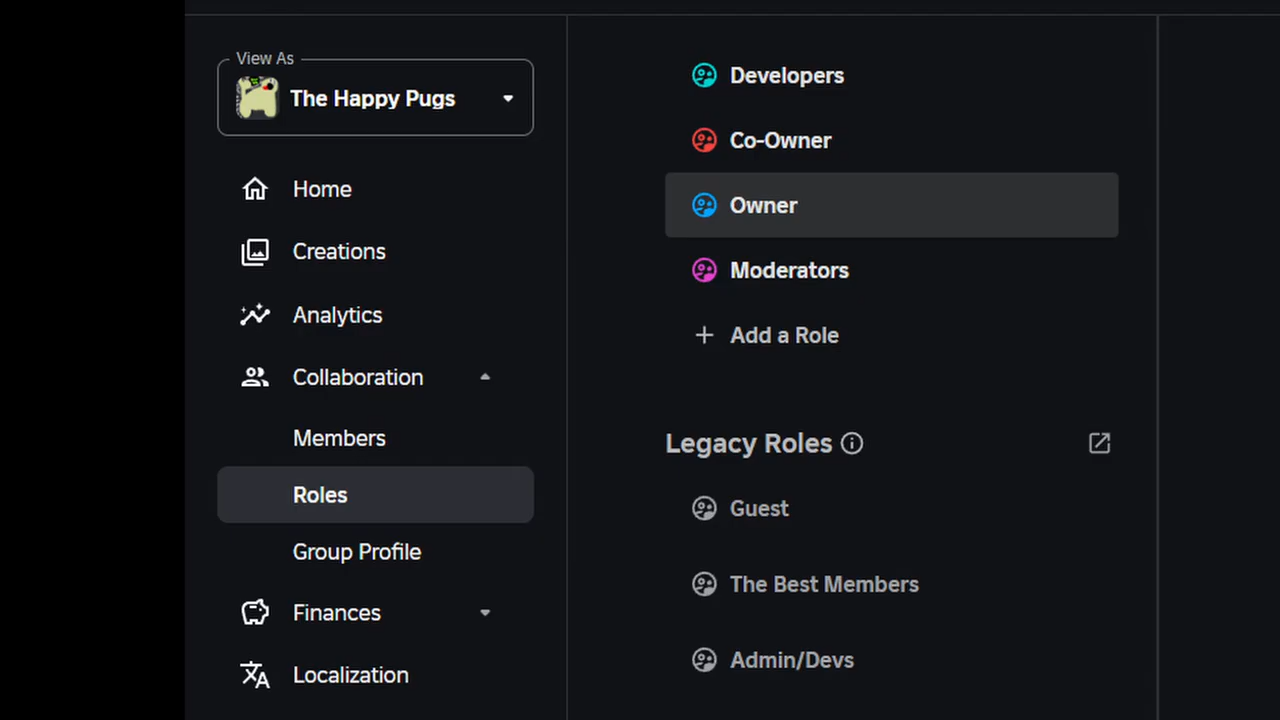 View As
The Happy Pugs
Home
Creations
Analytics
Collaboration
Members
Roles
Group Profile
Finances
Localization
Developers
Co-Owner
Owner
Moderators
Add a Role
Legacy Roles
Guest
The Best Members
Admin/Devs